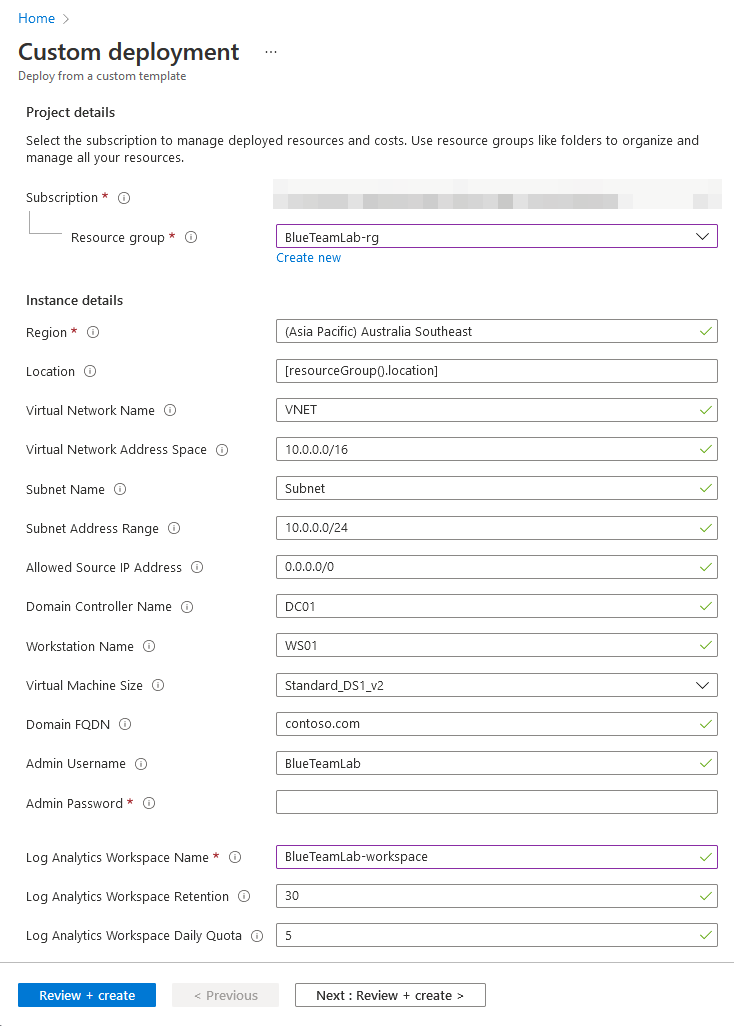 Home
Custom deployment ...
Deploy from a custom template
Project details
Select the subscription to manage deployed resources and costs. Use resource groups like folders to organize and
manage all your resources.
Subscription *
Resource group * BlueTeamLab-rg
Create new
Instance details
Region * (Asia Pacific) Australia Southeast
Location [resourceGroup().location]
Virtual Network Name VNET
Virtual Network Address Space 10.0.0.0/16
Subnet Name Subnet
Subnet Address Range 10.0.0.0/24
Allowed Source IP Address 0.0.0.0/0
Domain Controller Name DC01
Workstation Name WS01
Virtual Machine Size Standard_DS1_v2
Domain FQDN contoso.com
Admin Username BlueTeamLab
Admin Password *
Log Analytics Workspace Name * BlueTeamLab-workspace
Log Analytics Workspace Retention 30
Log Analytics Workspace Daily Quota 5
Review + create < Previous Next : Review + create >